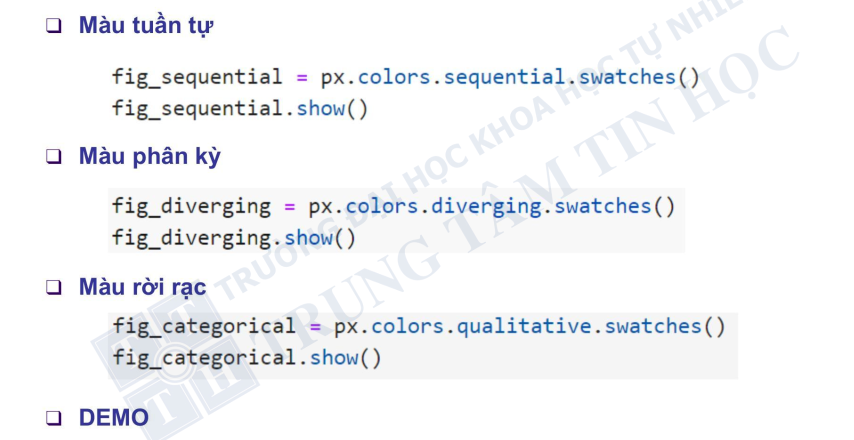 ❑ Màu tuần tự
fig_sequential = px.colors.sequential.swatches()
fig_sequential.show()
❑ Màu phân kỳ
fig_diverging = px.colors.diverging.swatches()
fig_diverging.show()
❑ Màu rời rạc
fig_categorical = px.colors.qualitative.swatches()
fig_categorical.show()
❑ DEMO
TRƯỜNG ĐẠI HỌC KHOA HỌC TỰ NHIÊ
TRUNG TÂM TIN HỌC